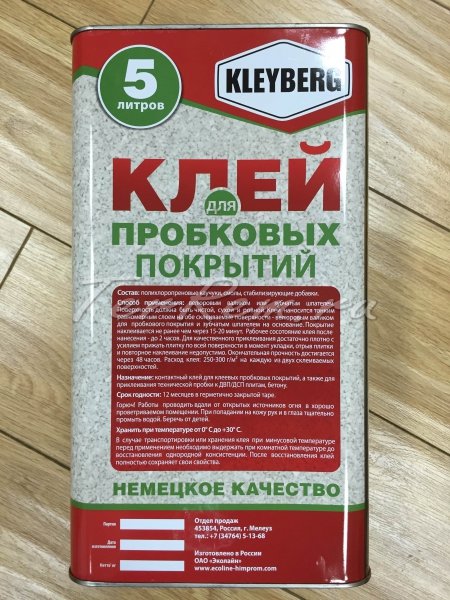 5
ЛИТРОВ
KLEYBERG
КЛЕЙ
ДЛЯ
ПРОБКОВЫХ
ПОКРЫТИЙ
Состав: полихлоропреновые каучуки, смолы, стабилизирующие добавки.
Способ применения: велюровым валиком или зубчатым шпателем.
Поверхность должна быть чистой, сухой и ровной. Клей наносится тонким
равномерным слоем на обе склеиваемые поверхности - велюровым валиком
для пробкового покрытия и зубчатым шпателем на основание. Покрытие
наклеивается не ранее чем через 15-20 минут. Рабочее состояние клея после
нанесения - до 2 часов. Для качественного приклеивания достаточно плотно с
усилием прижать плитку по всей поверхности в момент укладки, отрыв плитки
и повторное наклеивание недопустимо. Окончательная прочность достигается
через 48 часов. Расход клея: 250-300 г/м² на каждую из двух склеиваемых
поверхностей.
Назначение: контактный клей для клеевых пробковых покрытий, а также для
приклеивания технической пробки к ДВП/ДСП плитам, бетону.
Срок годности: 12 месяцев в герметично закрытой таре.
Горюч! Работы проводить вдали от открытых источников огня в хорошо
проветриваемом помещении. При попадании на кожу рук и в глаза тщательно
промыть водой. Беречь от детей.
Хранить при температуре от 0° С до +30° С.
В случае транспортировки или хранения клея при минусовой температуре
перед применением необходимо выдержать при комнатной температуре до
восстановления однородной консистенции. После восстановления клей
полностью сохраняет свои свойства.
НЕМЕЦКОЕ КАЧЕСТВО
Партия
Дата
изготовления
Нетто/ кг
Отдел продаж
453854, Россия, г. Мелеуз
тел.: +7 (34764) 5-13-68
Изготовлено в России
ОАО «Эколайн»
www.ecoline-himprom.com